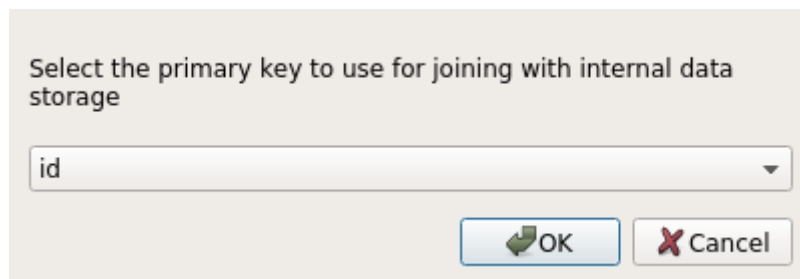 Select the primary key to use for joining with internal data
storage
id
OK
Cancel